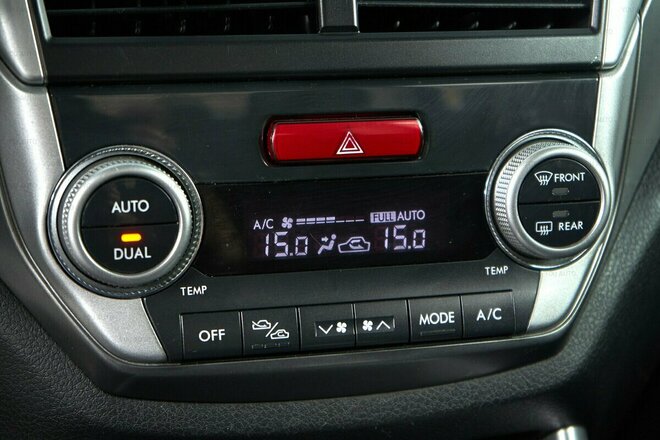 AUTO
DUAL
A/C FULL AUTO
15.0 15.0
FRONT
REAR
TEMP
TEMP
OFF
MODE
A/C